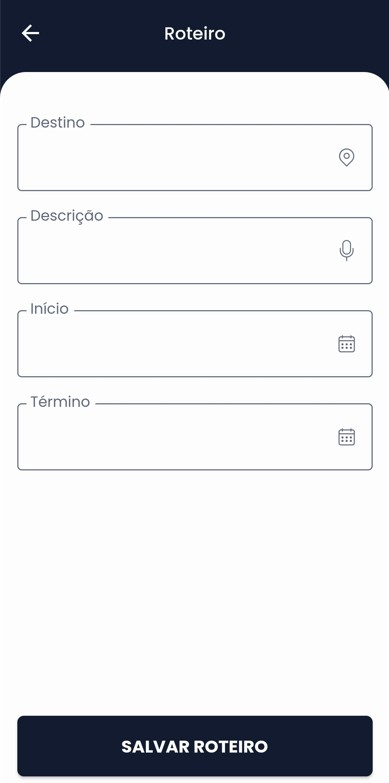 Roteiro
Destino
Descrição
Início
Término
SALVAR ROTEIRO